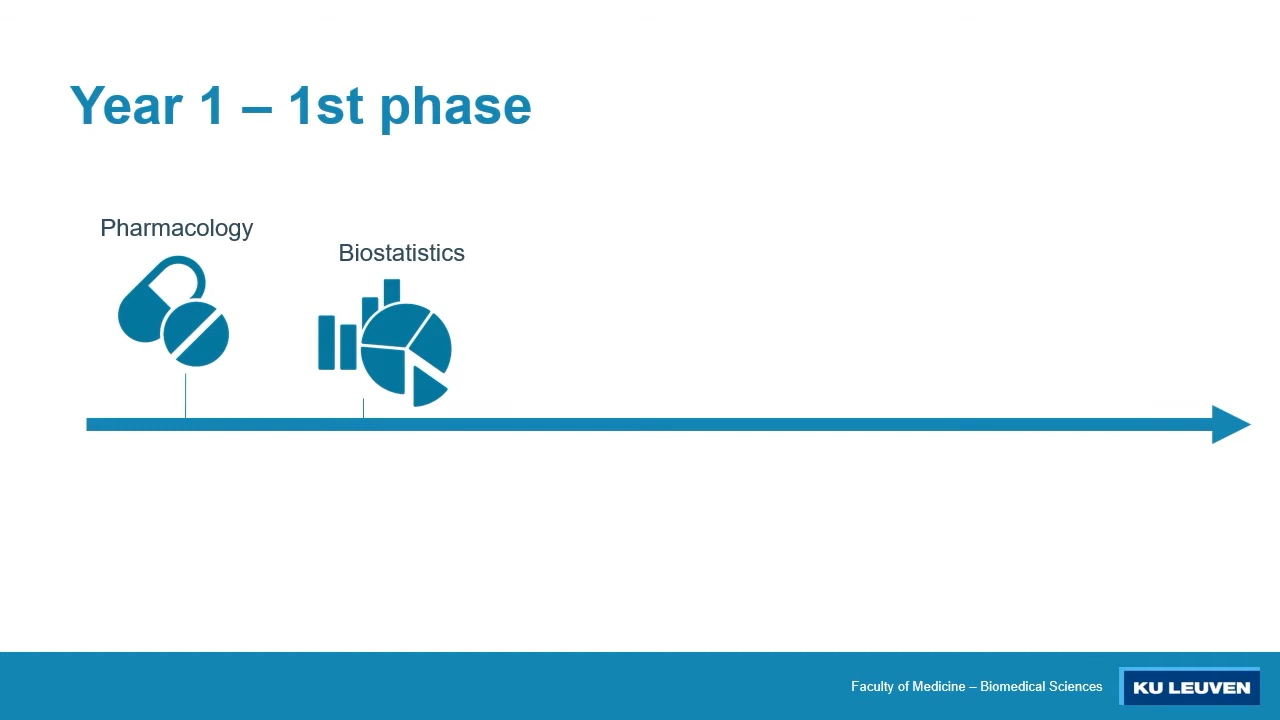 Year 1 – 1st phase
Pharmacology
Biostatistics
Faculty of Medicine – Biomedical Sciences
KU LEUVEN